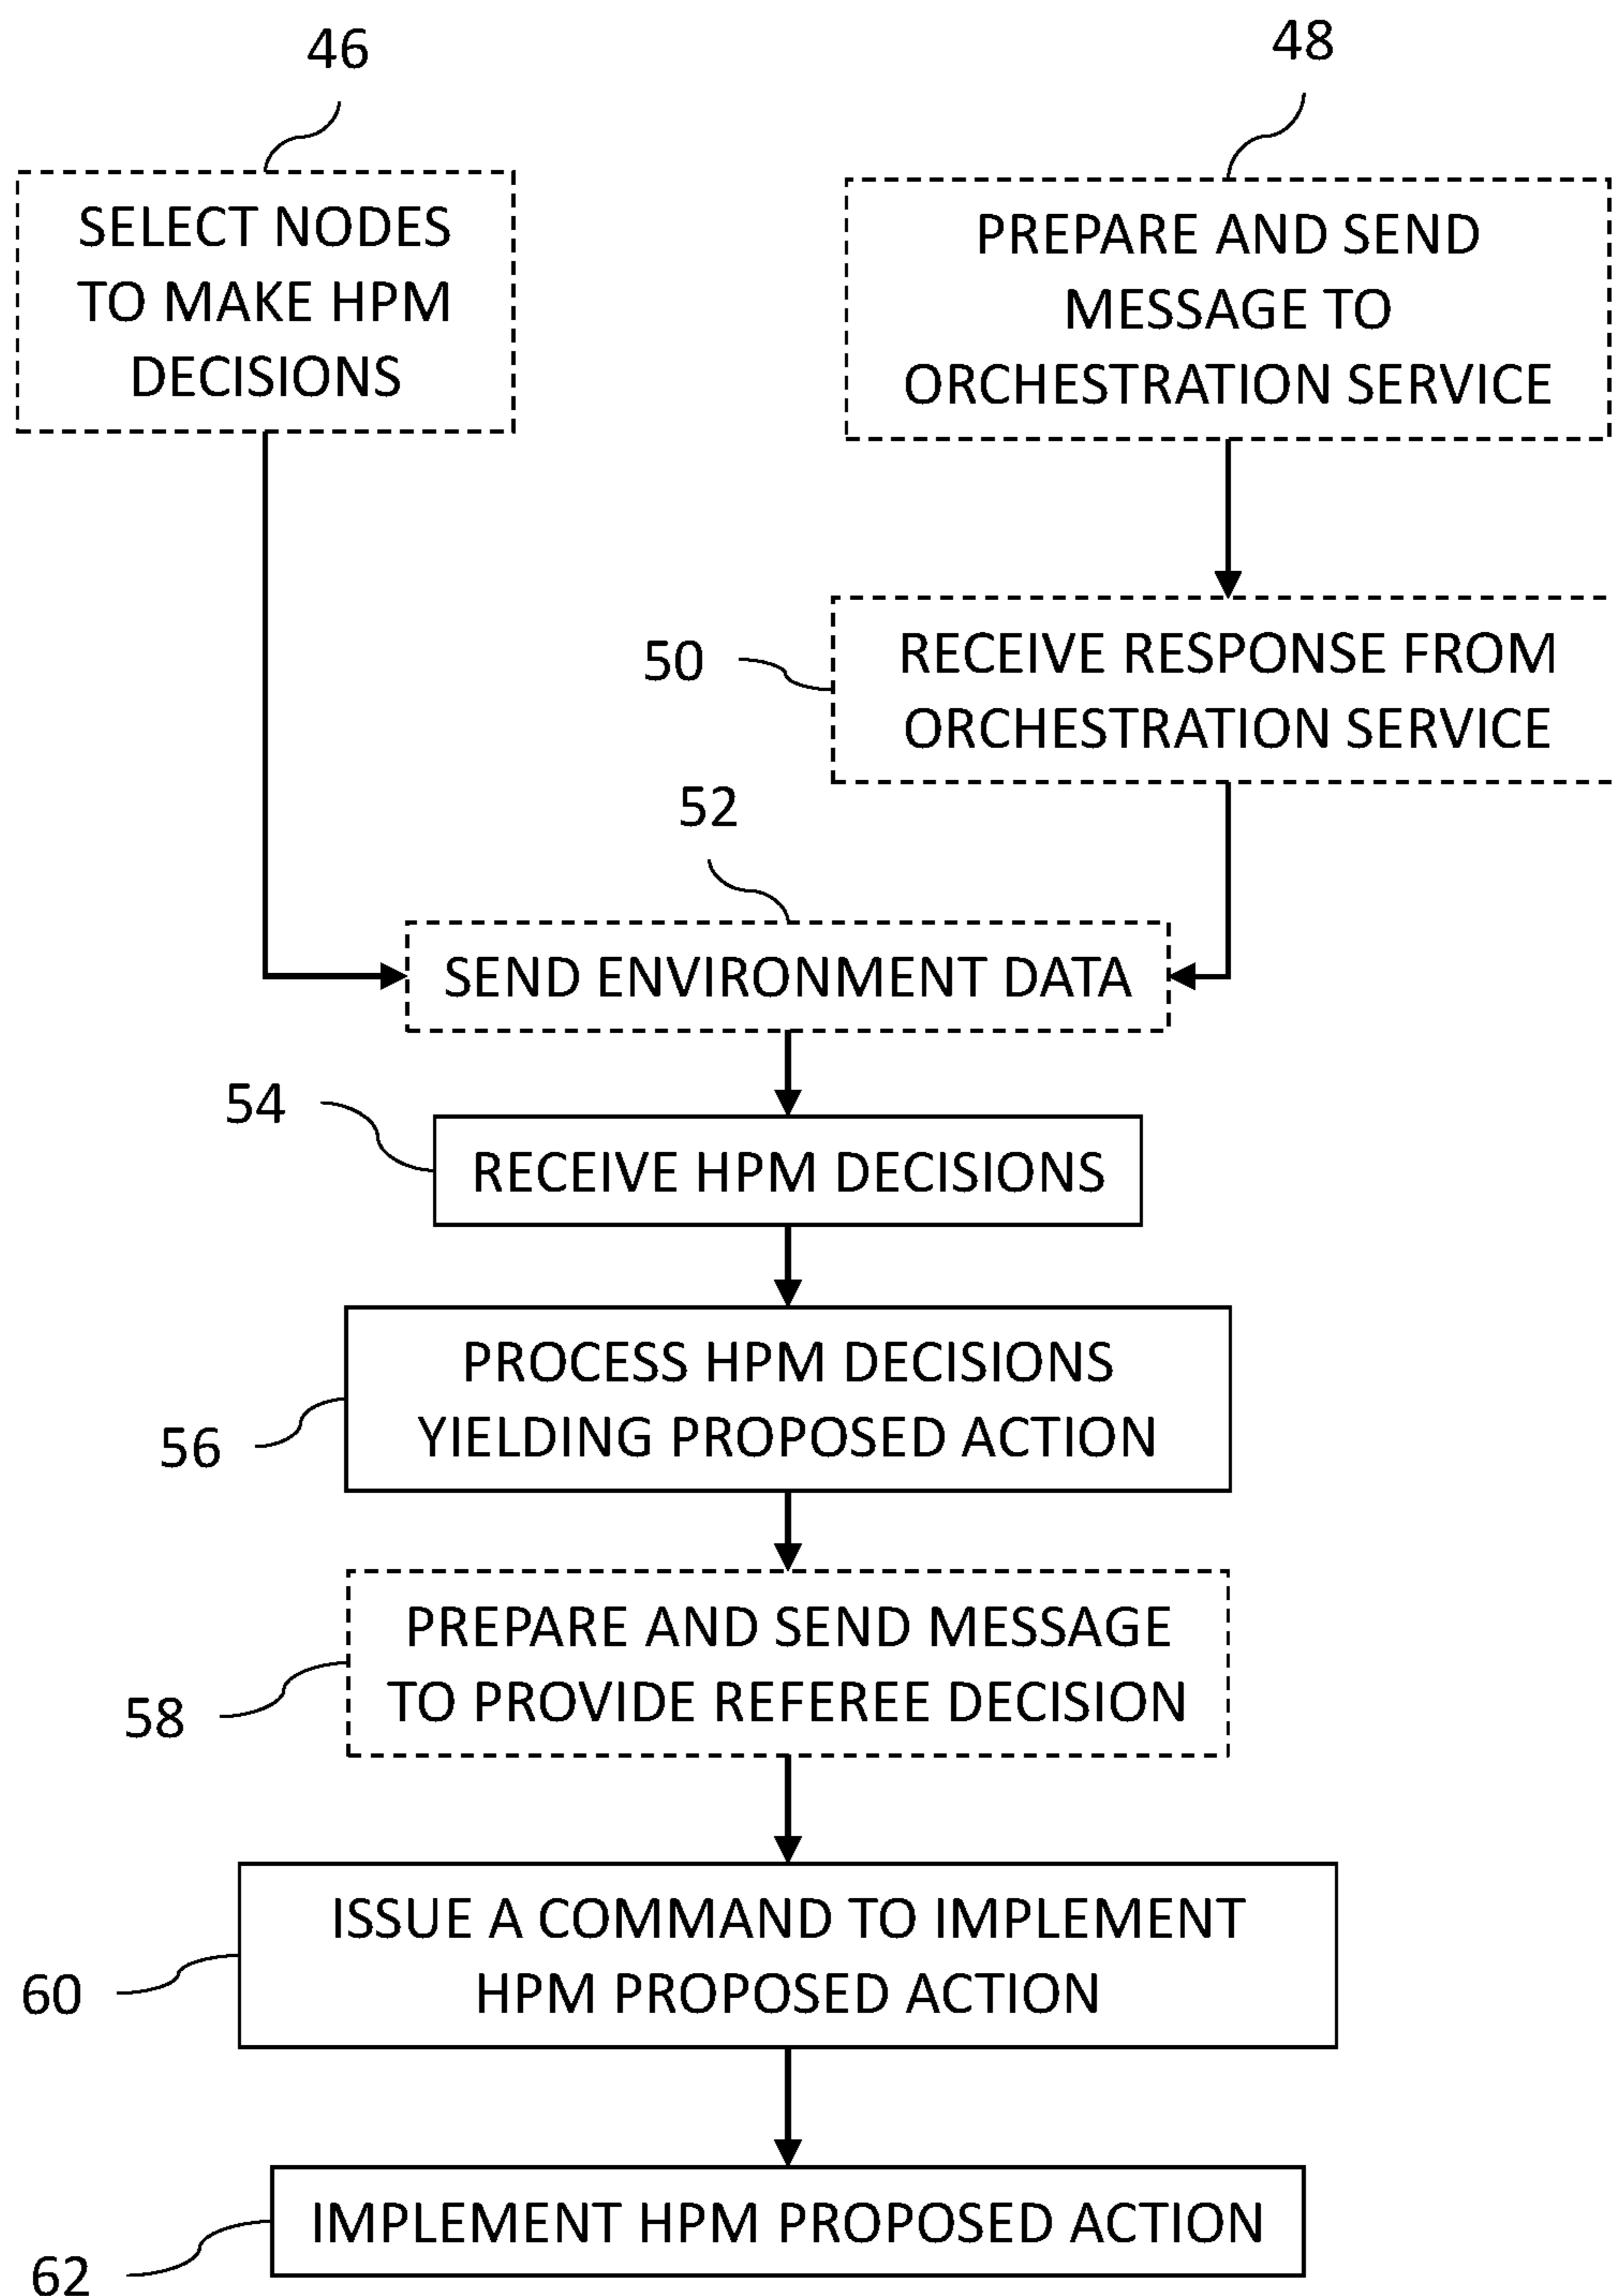 46
SELECT NODES
TO MAKE HPM
DECISIONS
48
PREPARE AND SEND
MESSAGE TO
ORCHESTRATION SERVICE
50
RECEIVE RESPONSE FROM
ORCHESTRATION SERVICE
52
SEND ENVIRONMENT DATA
54
RECEIVE HPM DECISIONS
56
PROCESS HPM DECISIONS
YIELDING PROPOSED ACTION
58
PREPARE AND SEND MESSAGE
TO PROVIDE REFEREE DECISION
60
ISSUE A COMMAND TO IMPLEMENT
HPM PROPOSED ACTION
62
IMPLEMENT HPM PROPOSED ACTION